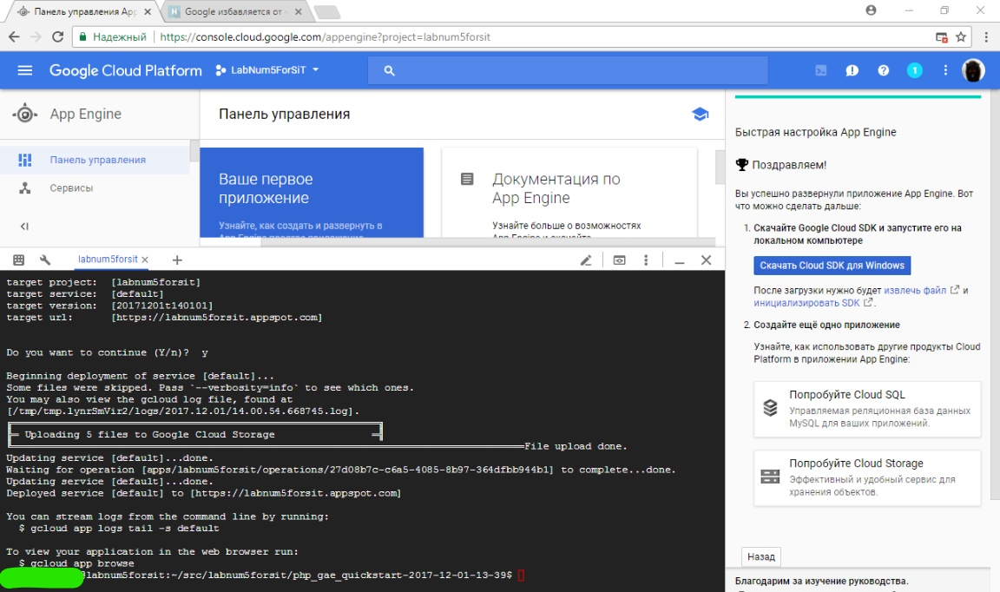 Панель управления App
Google избавляется от
Надежный
https://console.cloud.google.com/appengine?project=labnum5forsit
Google Cloud Platform
LabNum5ForSiT
1
App Engine
Панель управления
Сервисы
Панель управления
Ваше первое
приложение
Узнайте, как создать и развернуть в
App Engine простое приложение
Документация по
App Engine
Узнайте больше о возможностях
App Engine и скачайте
labnum5forsit
target project: [labnum5forsit]
target service: [default]
target version: [20171201t140101]
target url: [https://labnum5forsit.appspot.com]
Do you want to continue (Y/n)? y
Beginning deployment of service [default]...
Some files were skipped. Pass `--verbosity=info` to see which ones.
You may also view the gcloud log file, found at
[/tmp/tmp.lynrSmVir2/logs/2017.12.01/14.00.54.668745.log].
Uploading 5 files to Google Cloud Storage
File upload done.
Updating service [default]...done.
Waiting for operation [apps/labnum5forsit/operations/27d08b7c-c6a5-4085-8b97-364dfbb944b1] to complete...done.
Updating service [default]...done.
Deployed service [default] to [https://labnum5forsit.appspot.com]
You can stream logs from the command line by running:
$ gcloud app logs tail -s default
To view your application in the web browser run:
$ gcloud app browse
@labnum5forsit:~/src/labnum5forsit/php_gae_quickstart-2017-12-01-13-39$
Быстрая настройка App Engine
Поздравляем!
Вы успешно развернули приложение App Engine. Вот
что можно сделать дальше:
1. Скачайте Google Cloud SDK и запустите его на
локальном компьютере
Скачать Cloud SDK для Windows
После загрузки нужно будет извлечь файл и
инициализировать SDK .
2. Создайте ещё одно приложение
Узнайте, как использовать другие продукты Cloud
Platform в приложении App Engine:
Попробуйте Cloud SQL
Управляемая реляционная база данных
MySQL для ваших приложений.
Попробуйте Cloud Storage
Эффективный и удобный сервис для
хранения объектов.
Назад
Благодарим за изучение руководства.